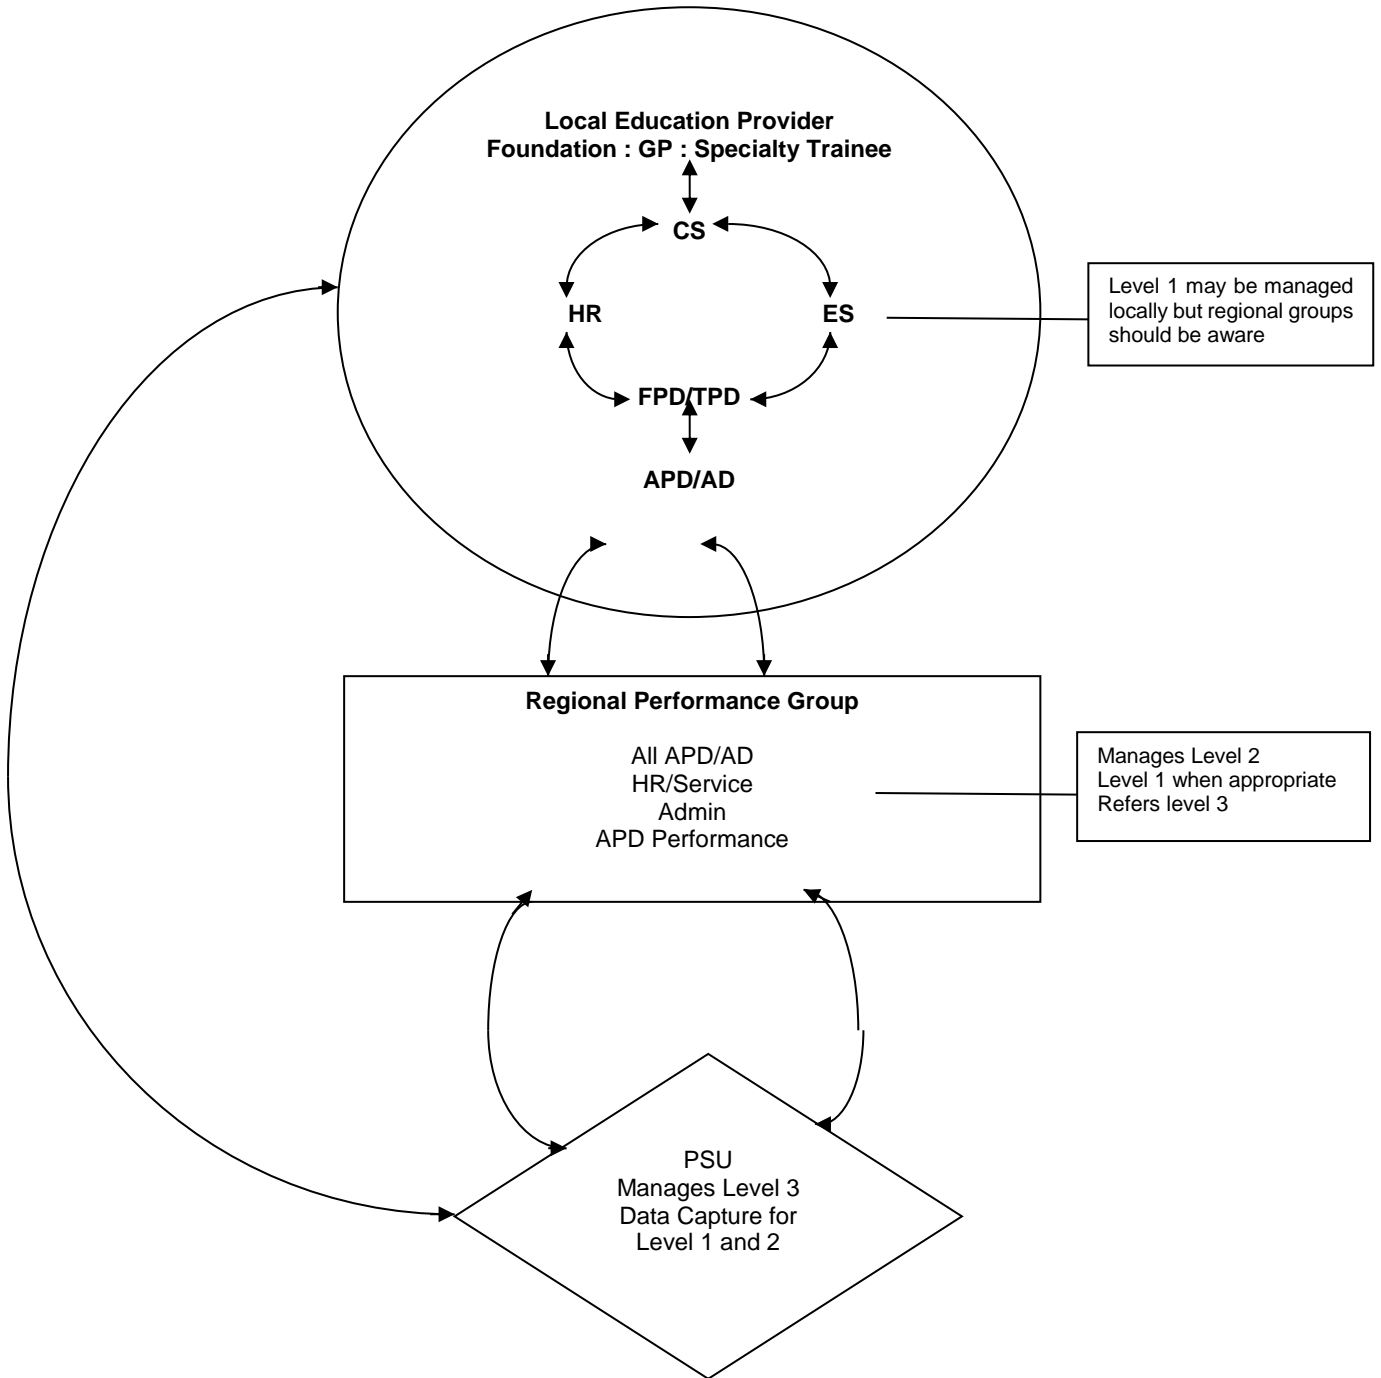 Local Education Provider
Foundation : GP : Specialty Trainee
CS
HR
ES
Level 1 may be managed
locally but regional groups
should be aware
FPD/TPD
APD/AD
Regional Performance Group
All APD/AD
HR/Service
Admin
APD Performance
Manages Level 2
Level 1 when appropriate
Refers level 3
PSU
Manages Level 3
Data Capture for
Level 1 and 2